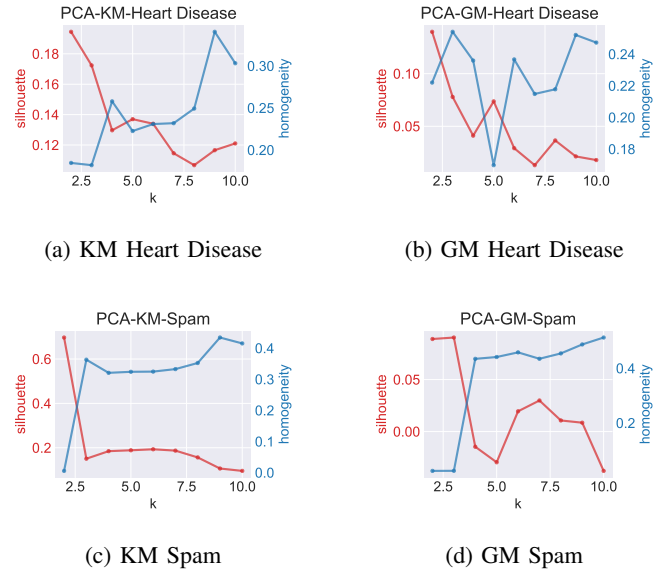 PCA-KM-Heart Disease
0.18
0.16
0.14
0.12
silhouette
0.30
0.25
0.20
homogeneity
2.5 5.0 7.5 10.0
k
(a) KM Heart Disease
PCA-GM-Heart Disease
0.10
0.05
silhouette
0.24
0.22
0.20
0.18
homogeneity
2.5 5.0 7.5 10.0
k
(b) GM Heart Disease
PCA-KM-Spam
0.6
0.4
0.2
silhouette
0.4
0.3
0.2
0.1
0.0
homogeneity
2.5 5.0 7.5 10.0
k
(c) KM Spam
PCA-GM-Spam
0.05
0.00
silhouette
0.4
0.2
homogeneity
2.5 5.0 7.5 10.0
k
(d) GM Spam